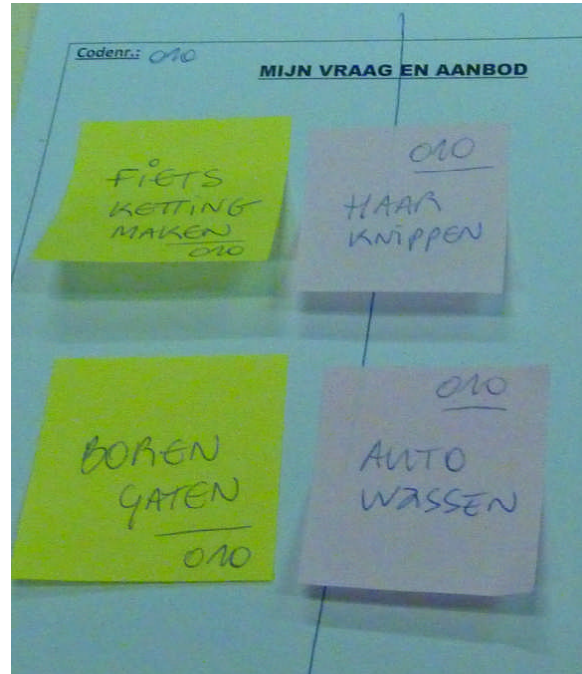 Codenr.: 010
MIJN VRAAG EN AANBOD
FIETS
KETTING
MAKEN
010
010
HAAR
KNIPPEN
BOREN
GATEN
010
010
AUTO
WASSEN